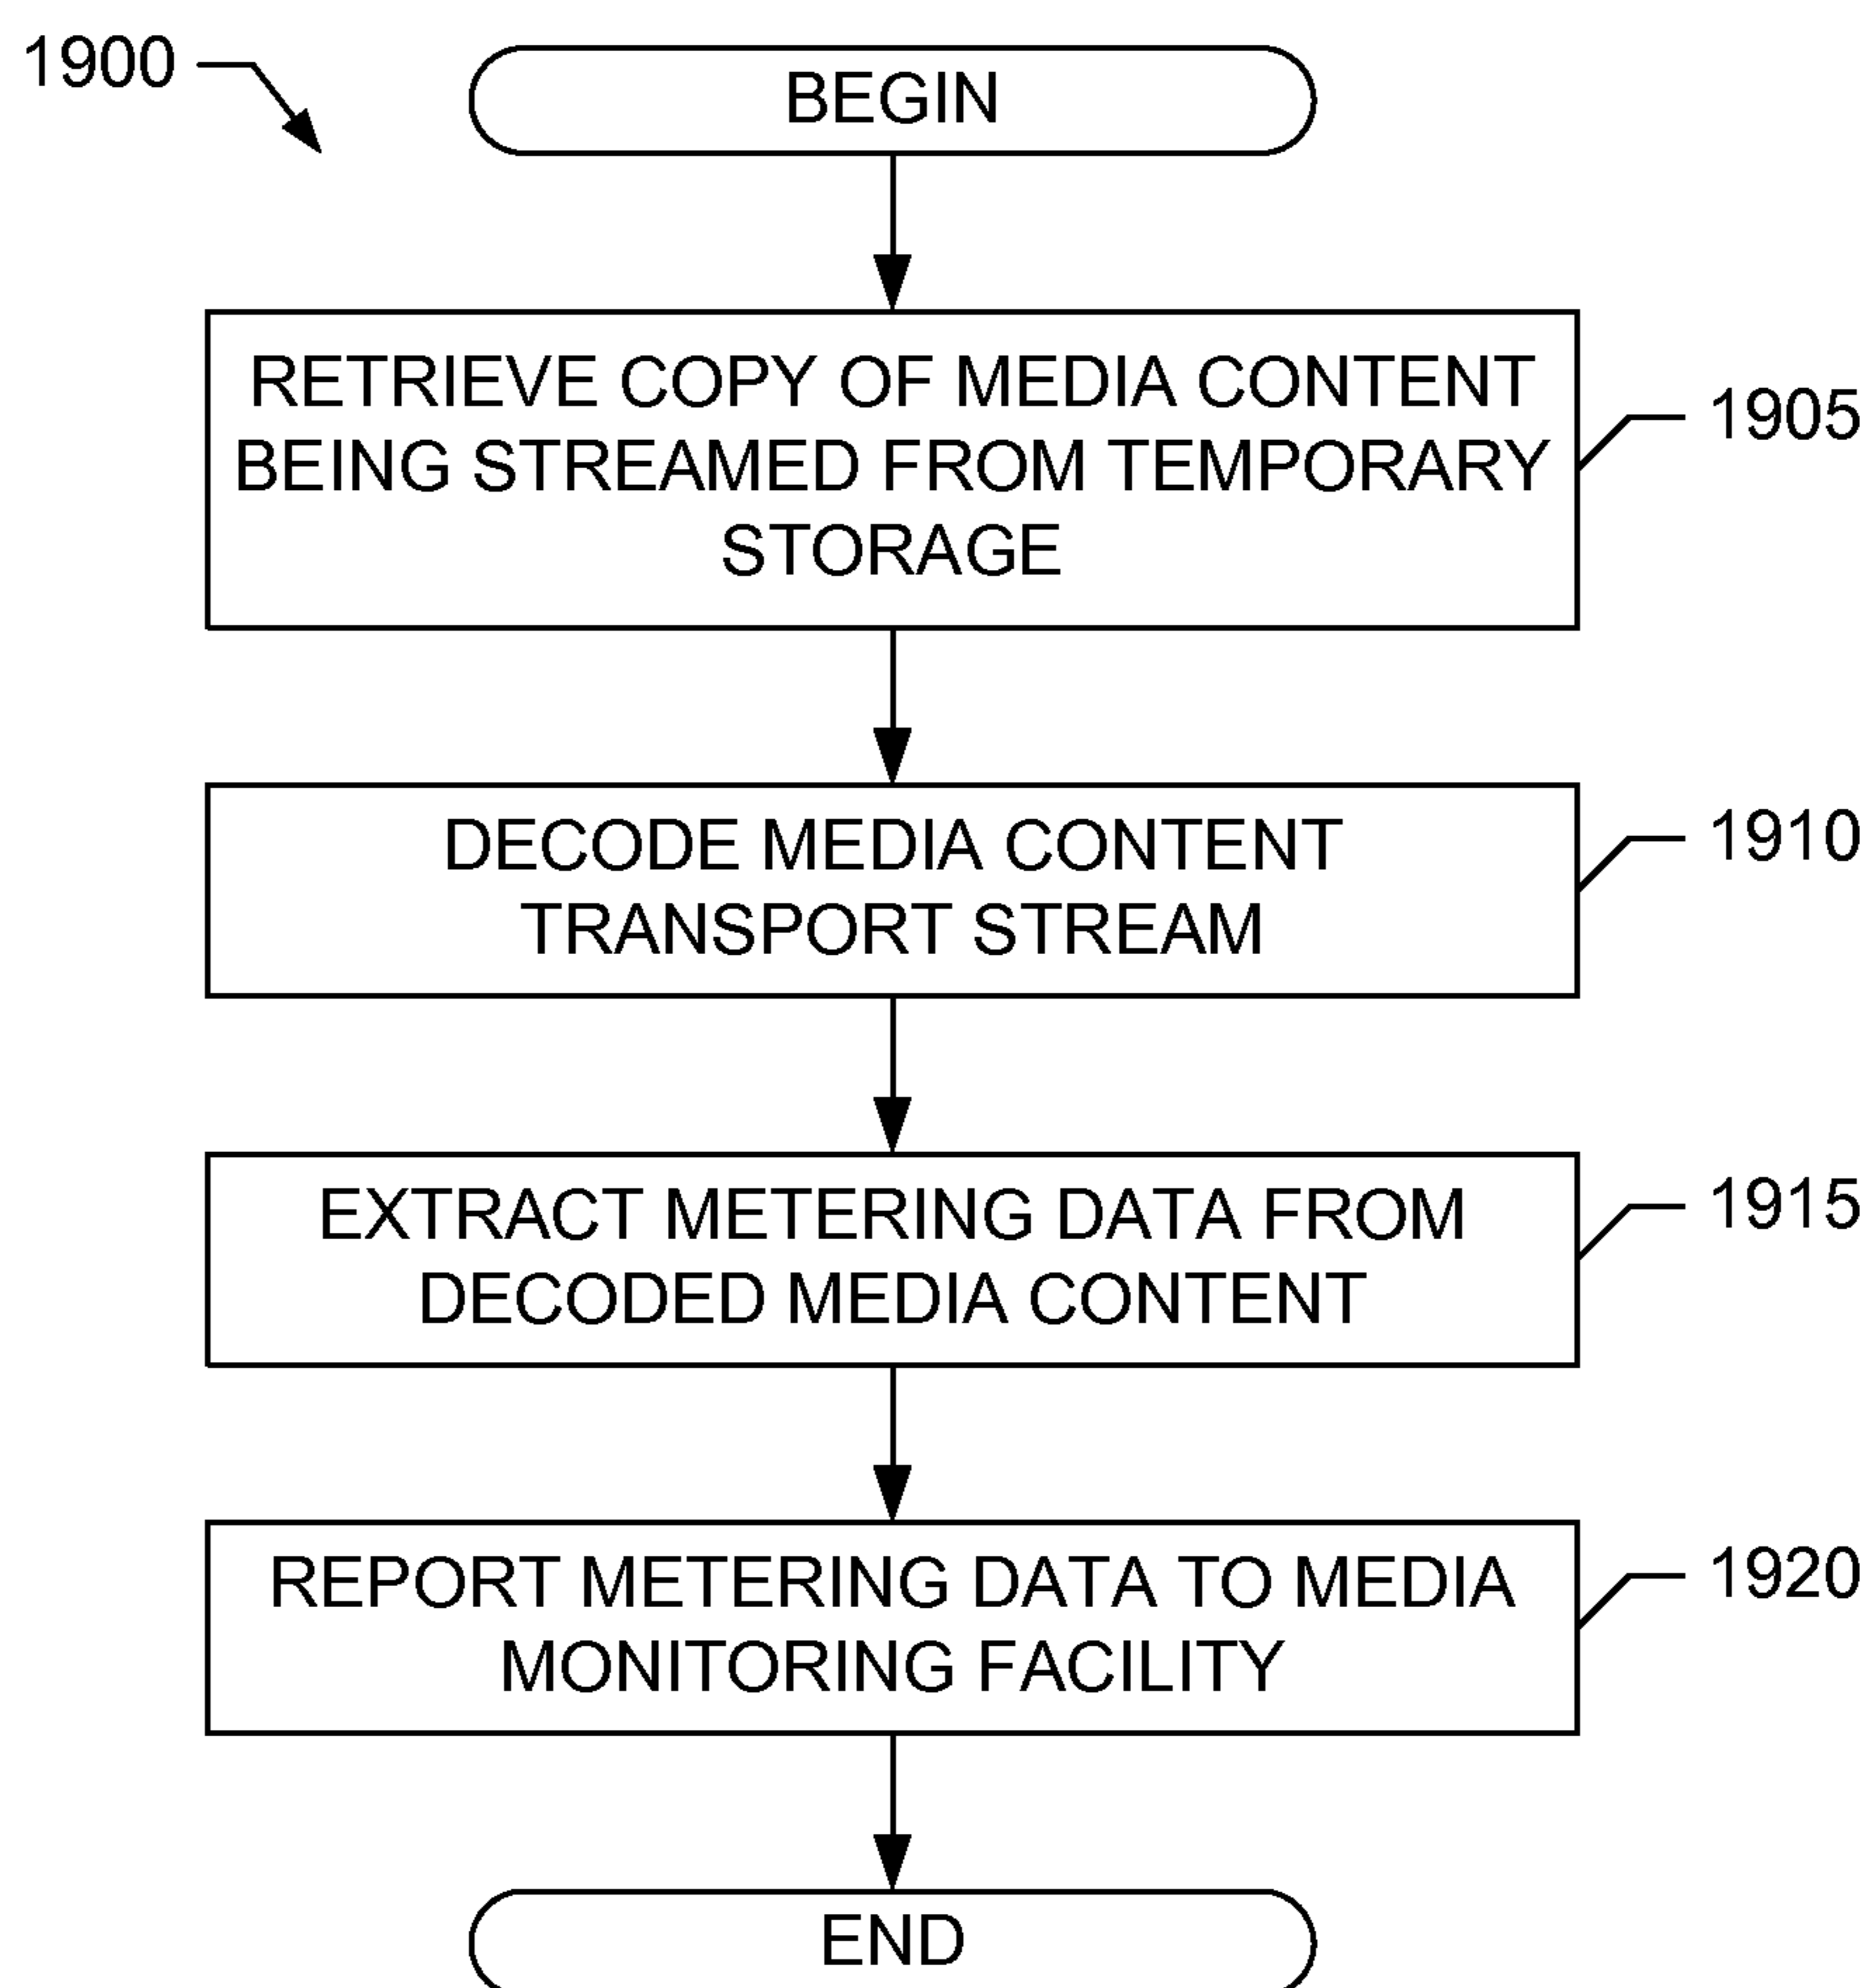 1900
BEGIN
RETRIEVE COPY OF MEDIA CONTENT
BEING STREAMED FROM TEMPORARY
STORAGE
1905
DECODE MEDIA CONTENT
TRANSPORT STREAM
1910
EXTRACT METERING DATA FROM
DECODED MEDIA CONTENT
1915
REPORT METERING DATA TO MEDIA
MONITORING FACILITY
1920
END